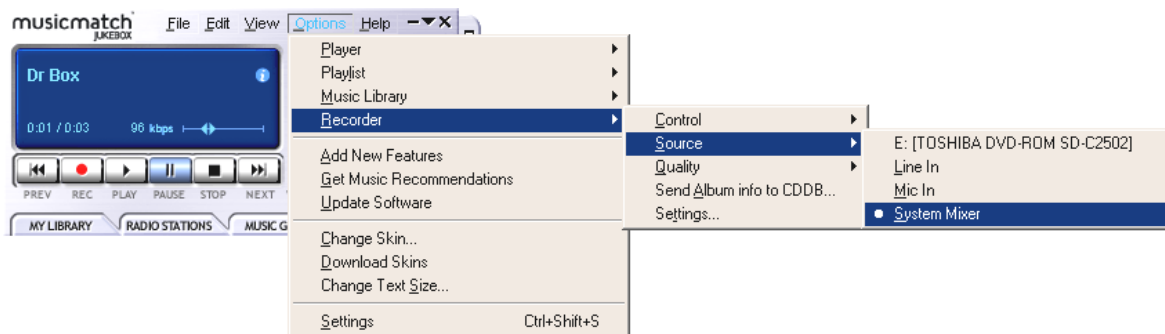 musicmatch
JUKEBOX
File Edit View Options Help
Dr Box
0:01 / 0:03 96 kbps
PREV REC PLAY PAUSE STOP NEXT
MY LIBRARY RADIO STATIONS MUSIC G
Player
Playlist
Music Library
Recorder
Add New Features
Get Music Recommendations
Update Software
Change Skin...
Download Skins
Change Text Size...
Settings Ctrl+Shift+S
Control
Source
Quality
Send Album info to CDDB...
Settings...
E: [TOSHIBA DVD-ROM SD-C2502]
Line In
Mic In
System Mixer